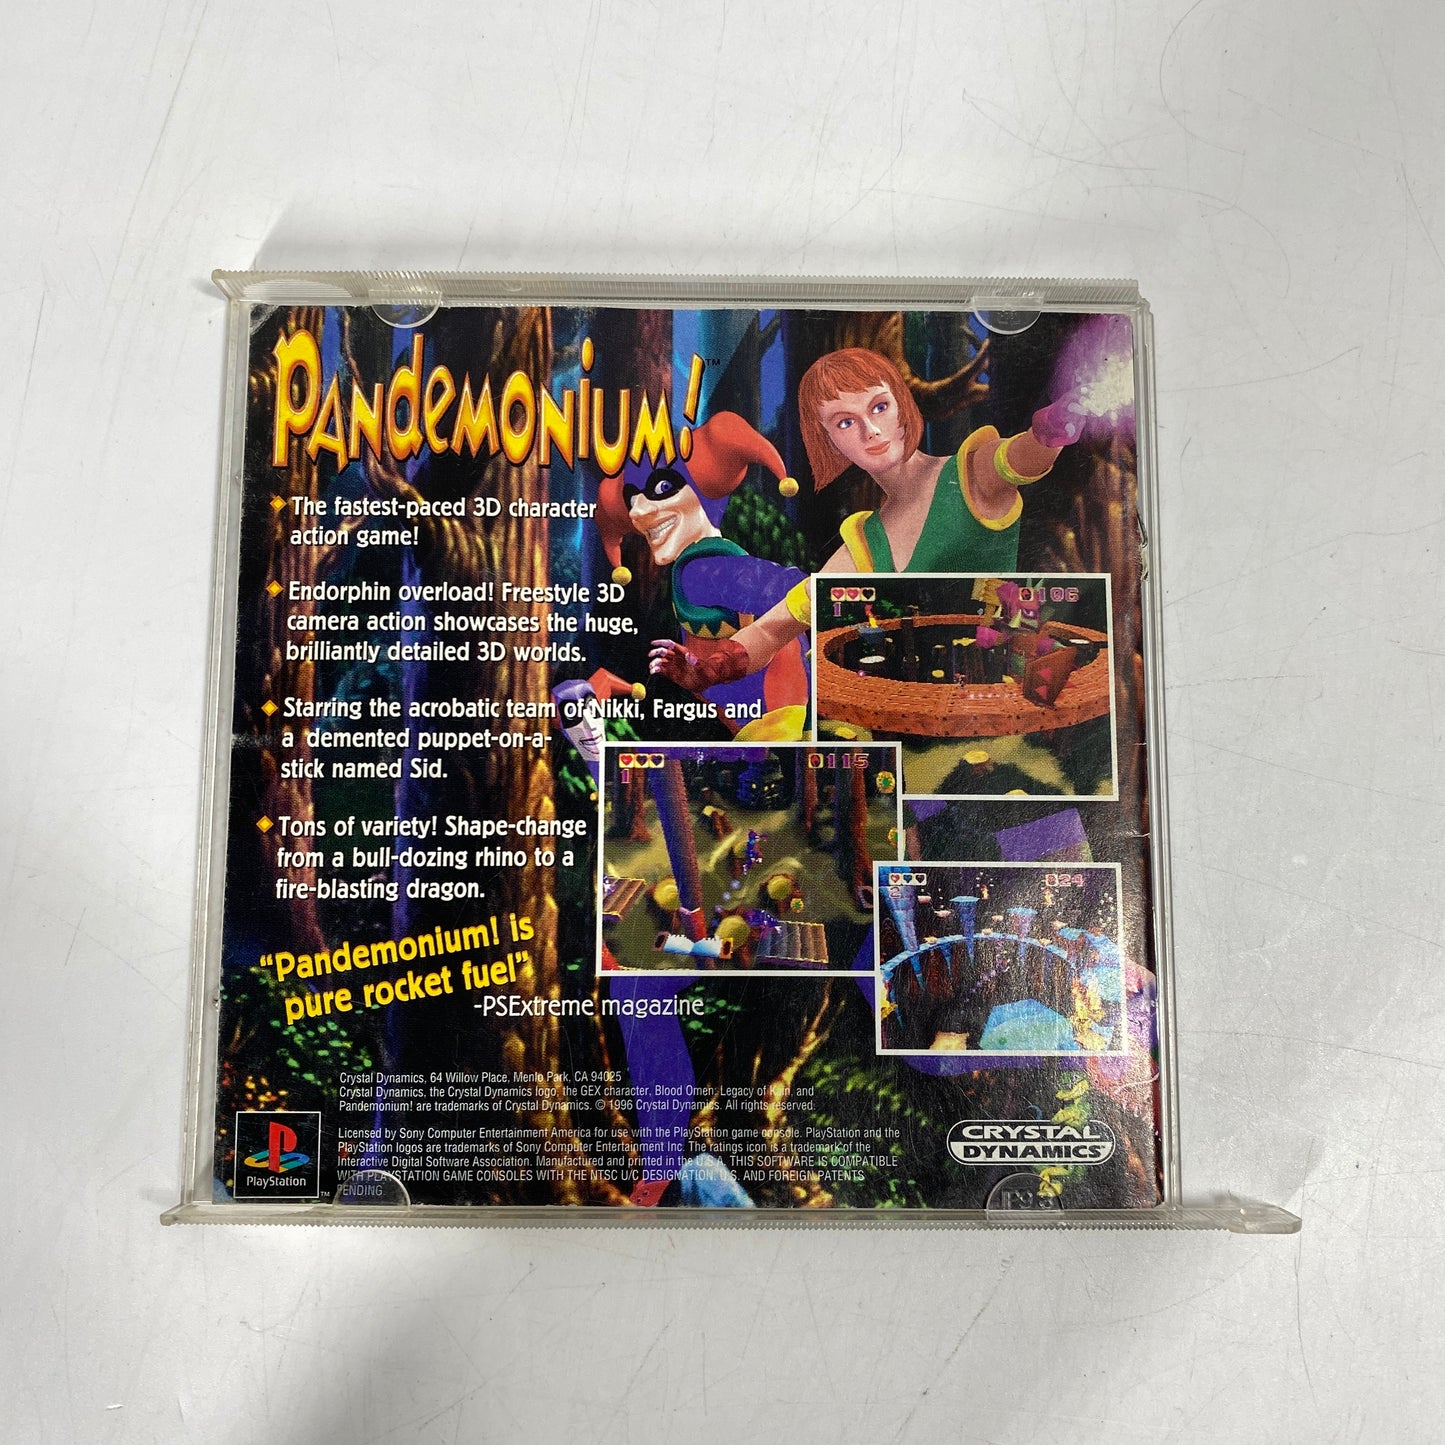 PANDEMONIUM!™
The fastest-paced 3D character
action game!
Endorphin overload! Freestyle 3D
camera action showcases the huge,
brilliantly detailed 3D worlds.
Starring the acrobatic team of Nikki, Fargus and
a demented puppet-on-a-
stick named Sid.
Tons of variety! Shape-change
from a bull-dozing rhino to a
fire-blasting dragon.
"Pandemonium! is
pure rocket fuel"
-PSExtreme magazine
1
106
1
115
2
824
Crystal Dynamics, 64 Willow Place, Menlo Park, CA 94025
Crystal Dynamics, the Crystal Dynamics logo, the GEX character, Blood Omen: Legacy of Kain, and
Pandemonium! are trademarks of Crystal Dynamics. © 1996 Crystal Dynamics. All rights reserved.
Licensed by Sony Computer Entertainment America for use with the PlayStation game console. PlayStation and the
PlayStation logos are trademarks of Sony Computer Entertainment Inc. The ratings icon is a trademark of the
Interactive Digital Software Association. Manufactured and printed in the U.S.A. THIS SOFTWARE IS COMPATIBLE
WITH PLAYSTATION GAME CONSOLES WITH THE NTSC U/C DESIGNATION. U.S. AND FOREIGN PATENTS
PENDING.
PlayStation
™
CRYSTAL
DYNAMICS